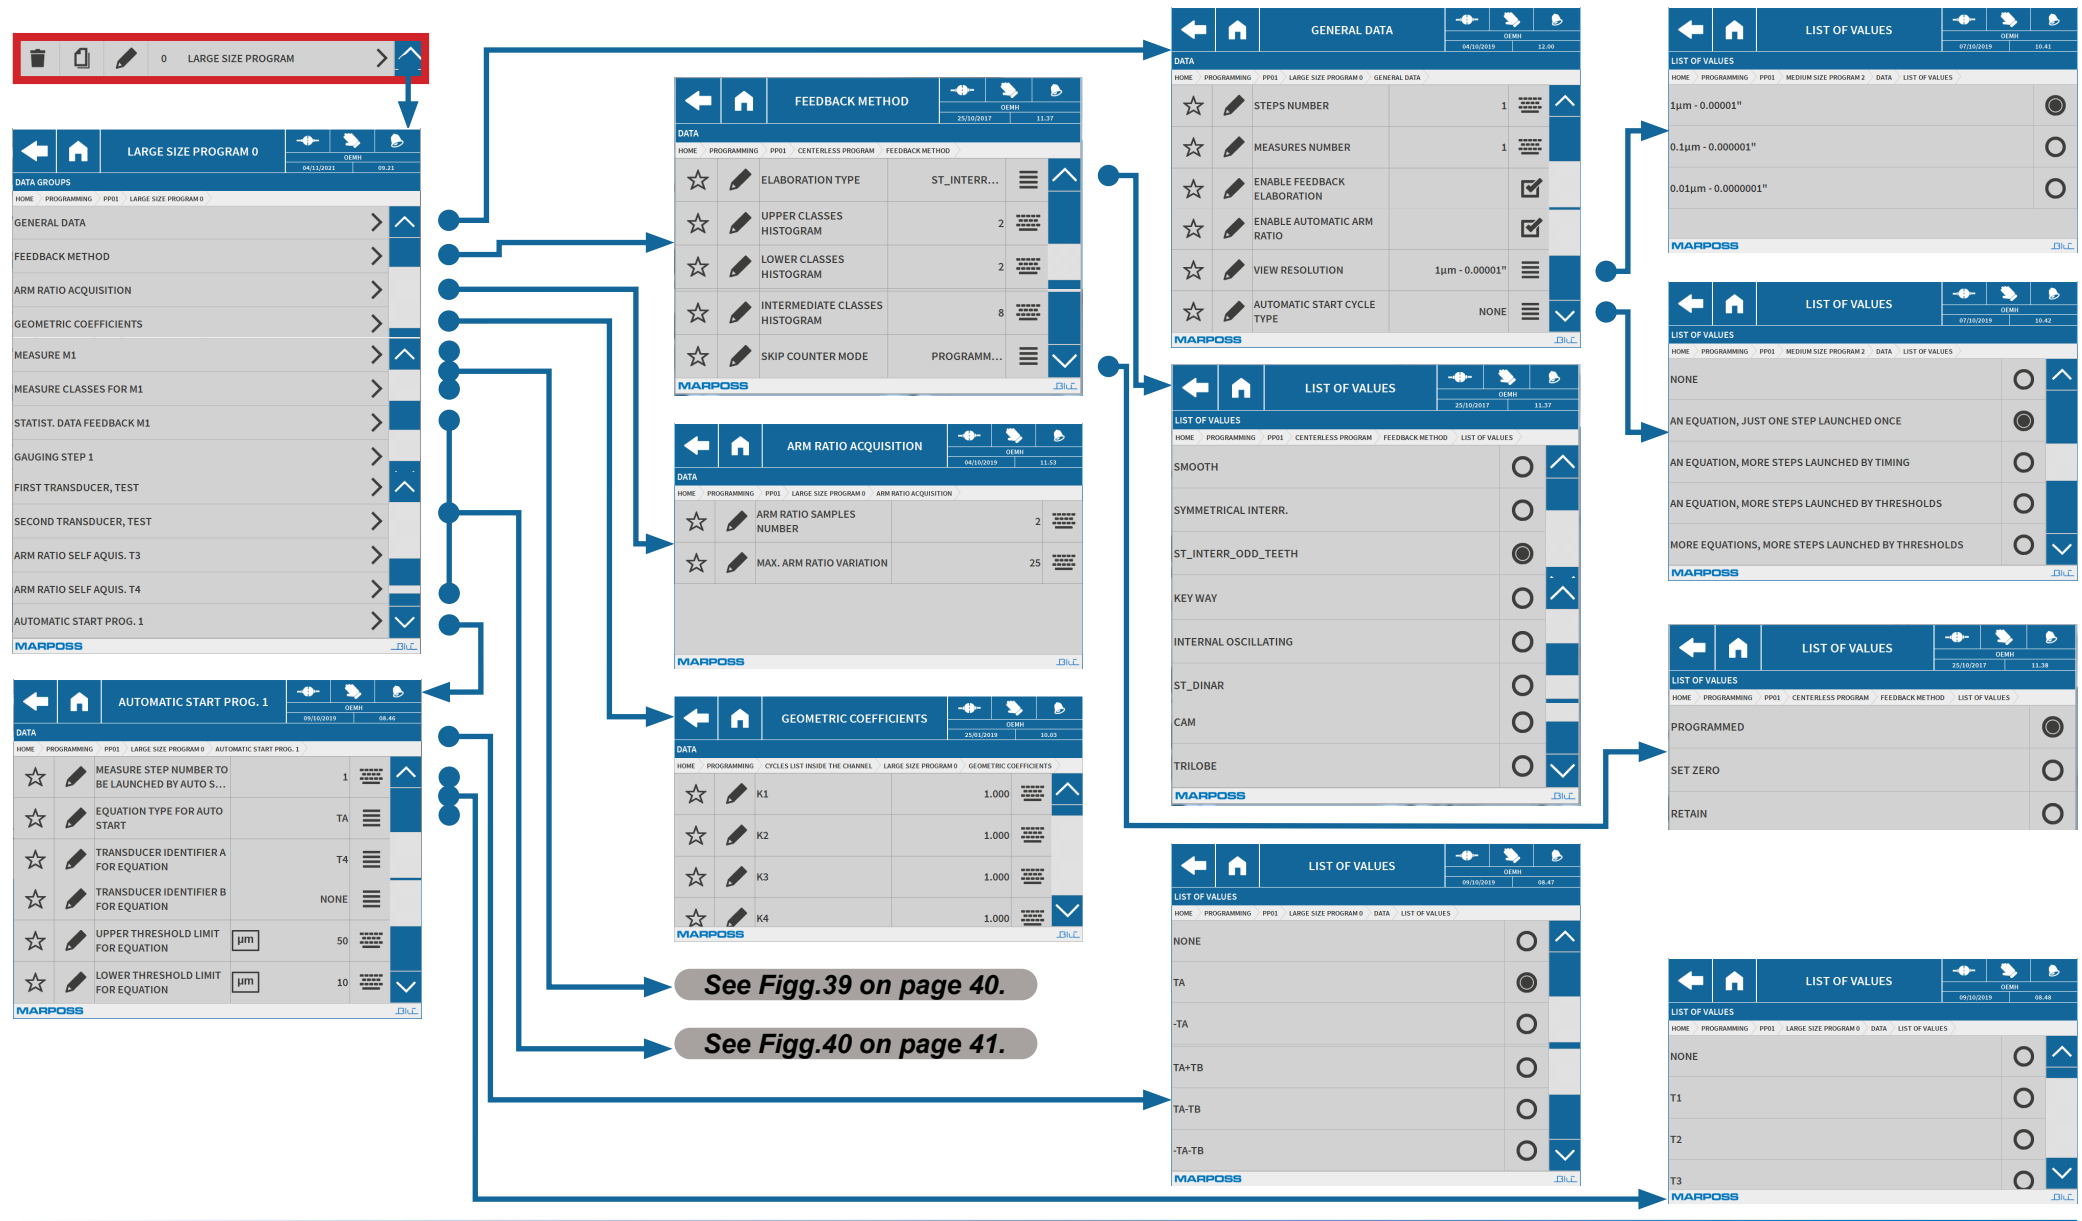 0 LARGE SIZE PROGRAM
LARGE SIZE PROGRAM 0
OEMH
04/11/2021 09.21
DATA GROUPS
HOME PROGRAMMING PP01 LARGE SIZE PROGRAM 0
GENERAL DATA
FEEDBACK METHOD
ARM RATIO ACQUISITION
GEOMETRIC COEFFICIENTS
MEASURE M1
MEASURE CLASSES FOR M1
STATIST. DATA FEEDBACK M1
GAUGING STEP 1
FIRST TRANSDUCER, TEST
SECOND TRANSDUCER, TEST
ARM RATIO SELF AQUIS. T3
ARM RATIO SELF AQUIS. T4
AUTOMATIC START PROG. 1
MARPOSS BLÚ
AUTOMATIC START PROG. 1
OEMH
09/10/2019 08.46
DATA
HOME PROGRAMMING PP01 LARGE SIZE PROGRAM 0 AUTOMATIC START PROG. 1
MEASURE STEP NUMBER TO
BE LAUNCHED BY AUTO S... 1
EQUATION TYPE FOR AUTO
START TA
TRANSDUCER IDENTIFIER A
FOR EQUATION T4
TRANSDUCER IDENTIFIER B
FOR EQUATION NONE
UPPER THRESHOLD LIMIT
FOR EQUATION µm 50
LOWER THRESHOLD LIMIT
FOR EQUATION µm 10
MARPOSS BLÚ
FEEDBACK METHOD
OEMH
25/10/2017 11.37
DATA
HOME PROGRAMMING PP01 CENTERLESS PROGRAM FEEDBACK METHOD
ELABORATION TYPE ST_INTERR...
UPPER CLASSES
HISTOGRAM 2
LOWER CLASSES
HISTOGRAM 2
INTERMEDIATE CLASSES
HISTOGRAM 8
SKIP COUNTER MODE PROGRAMM...
MARPOSS BLÚ
ARM RATIO ACQUISITION
OEMH
04/10/2019 11.53
DATA
HOME PROGRAMMING PP01 LARGE SIZE PROGRAM 0 ARM RATIO ACQUISITION
ARM RATIO SAMPLES
NUMBER 2
MAX. ARM RATIO VARIATION 25
MARPOSS BLÚ
GEOMETRIC COEFFICIENTS
OEMH
25/01/2019 10.03
DATA
HOME PROGRAMMING CYCLES LIST INSIDE THE CHANNEL LARGE SIZE PROGRAM 0 GEOMETRIC COEFFICIENTS
K1 1.000
K2 1.000
K3 1.000
K4 1.000
MARPOSS BLÚ
See Figg.39 on page 40.
See Figg.40 on page 41.
GENERAL DATA
OEMH
04/10/2019 12.00
DATA
HOME PROGRAMMING PP01 LARGE SIZE PROGRAM 0 GENERAL DATA
STEPS NUMBER 1
MEASURES NUMBER 1
ENABLE FEEDBACK
ELABORATION
ENABLE AUTOMATIC ARM
RATIO
VIEW RESOLUTION 1µm - 0.00001"
AUTOMATIC START CYCLE
TYPE NONE
MARPOSS BLÚ
LIST OF VALUES
OEMH
25/10/2017 11.37
LIST OF VALUES
HOME PROGRAMMING PP01 CENTERLESS PROGRAM FEEDBACK METHOD LIST OF VALUES
SMOOTH
SYMMETRICAL INTERR.
ST_INTERR_ODD_TEETH
KEY WAY
INTERNAL OSCILLATING
ST_DINAR
CAM
TRILOBE
MARPOSS BLÚ
LIST OF VALUES
OEMH
09/10/2019 08.47
LIST OF VALUES
HOME PROGRAMMING PP01 LARGE SIZE PROGRAM 0 DATA LIST OF VALUES
NONE
TA
-TA
TA+TB
TA-TB
-TA-TB
MARPOSS BLÚ
LIST OF VALUES
OEMH
07/10/2019 10.41
LIST OF VALUES
HOME PROGRAMMING PP01 MEDIUM SIZE PROGRAM 2 DATA LIST OF VALUES
1µm - 0.00001"
0.1µm - 0.000001"
0.01µm - 0.0000001"
MARPOSS BLÚ
LIST OF VALUES
OEMH
07/10/2019 10.42
LIST OF VALUES
HOME PROGRAMMING PP01 MEDIUM SIZE PROGRAM 2 DATA LIST OF VALUES
NONE
AN EQUATION, JUST ONE STEP LAUNCHED ONCE
AN EQUATION, MORE STEPS LAUNCHED BY TIMING
AN EQUATION, MORE STEPS LAUNCHED BY THRESHOLDS
MORE EQUATIONS, MORE STEPS LAUNCHED BY THRESHOLDS
MARPOSS BLÚ
LIST OF VALUES
OEMH
25/10/2017 11.38
LIST OF VALUES
HOME PROGRAMMING PP01 CENTERLESS PROGRAM FEEDBACK METHOD LIST OF VALUES
PROGRAMMED
SET ZERO
RETAIN
LIST OF VALUES
OEMH
09/10/2019 08.48
LIST OF VALUES
HOME PROGRAMMING PP01 LARGE SIZE PROGRAM 0 DATA LIST OF VALUES
NONE
T1
T2
T3
MARPOSS BLÚ